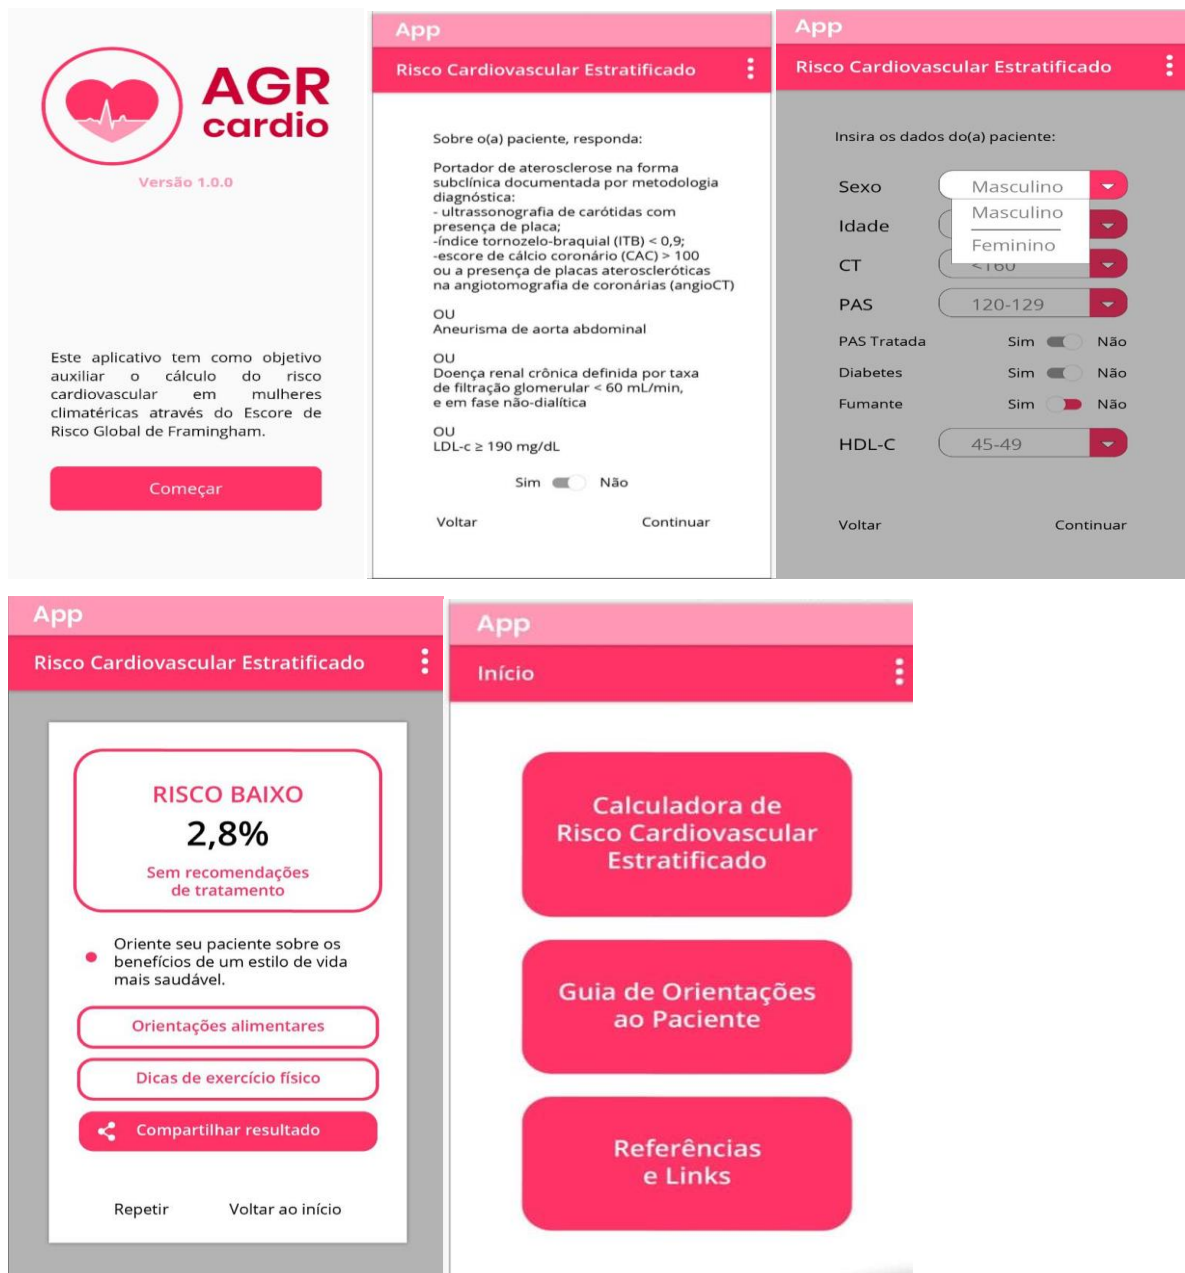 AGR
cardio
Versão 1.0.0
Este aplicativo tem como objetivo
auxiliar o cálculo do risco
cardiovascular em mulheres
climatéricas através do Escore de
Risco Global de Framingham.
Começar
App
Risco Cardiovascular Estratificado
Sobre o(a) paciente, responda:
Portador de aterosclerose na forma
subclínica documentada por metodologia
diagnóstica:
- ultrassonografia de carótidas com
presença de placa;
-índice tornozelo-braquial (ITB) < 0,9;
-escore de cálcio coronário (CAC) > 100
ou a presença de placas ateroscleróticas
na angiotomografia de coronárias (angioCT)
OU
Aneurisma de aorta abdominal
OU
Doença renal crônica definida por taxa
de filtração glomerular < 60 mL/min,
e em fase não-dialítica
OU
LDL-c ≥ 190 mg/dL
Sim Não
Voltar Continuar
App
Risco Cardiovascular Estratificado
Insira os dados do(a) paciente:
Sexo Masculino
Masculino
Idade
Feminino
CT <160
PAS 120-129
PAS Tratada Sim Não
Diabetes Sim Não
Fumante Sim Não
HDL-C 45-49
Voltar Continuar
App
Risco Cardiovascular Estratificado
RISCO BAIXO
2,8%
Sem recomendações
de tratamento
Oriente seu paciente sobre os
benefícios de um estilo de vida
mais saudável.
Orientações alimentares
Dicas de exercício físico
Compartilhar resultado
Repetir Voltar ao início
App
Início
Calculadora de
Risco Cardiovascular
Estratificado
Guia de Orientações
ao Paciente
Referências
e Links